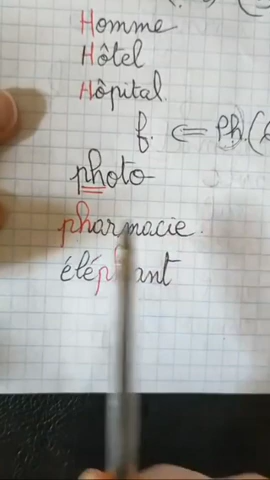 Homme
Hôtel
Hôpital
f. ⇐ Ph. (
photo
pharmacie.
éléphant